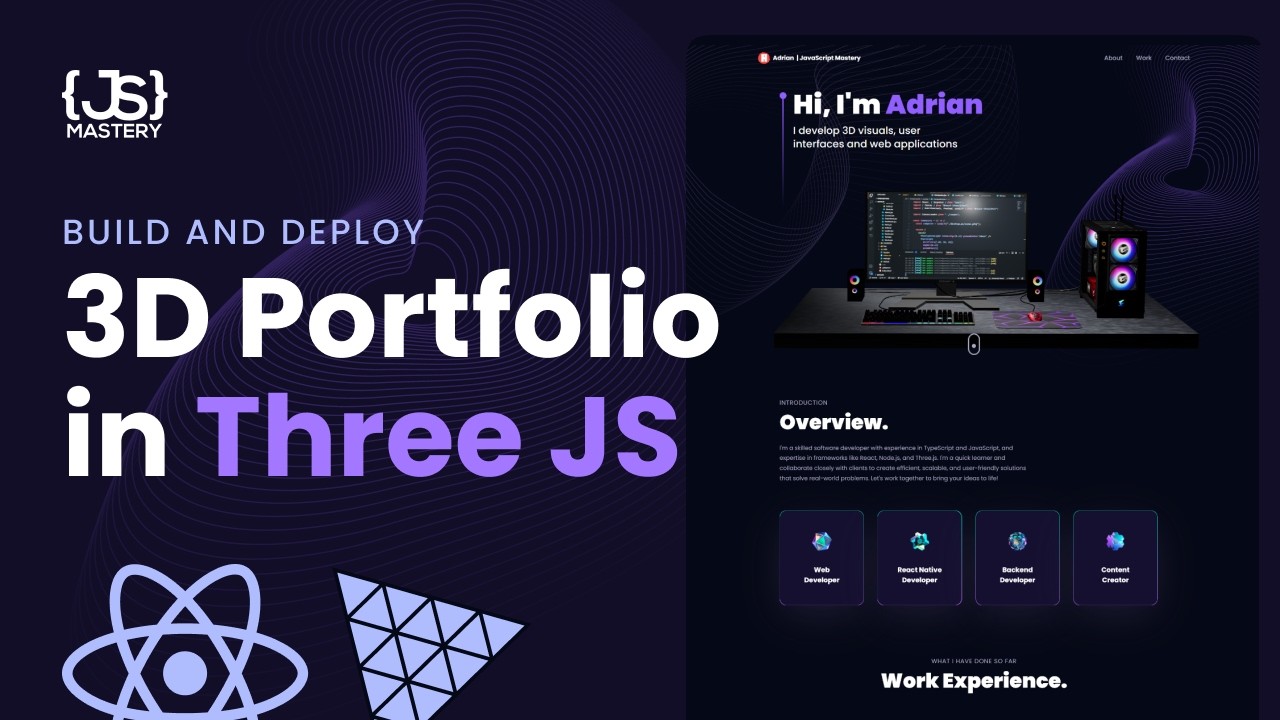 {JS}
MASTERY
BUILD AND DEPLOY
3D Portfolio
in Three JS
Adrian | JavaScript Mastery
About Work Contact
Hi, I'm Adrian
I develop 3D visuals, user
interfaces and web applications
INTRODUCTION
Overview.
I'm a skilled software developer with experience in TypeScript and JavaScript, and
expertise in frameworks like React, Node.js, and Three.js. I'm a quick learner and
collaborate closely with clients to create efficient, scalable, and user-friendly solutions
that solve real-world problems. Let's work together to bring your ideas to life!
Web
Developer
React Native
Developer
Backend
Developer
Content
Creator
WHAT I HAVE DONE SO FAR
Work Experience.